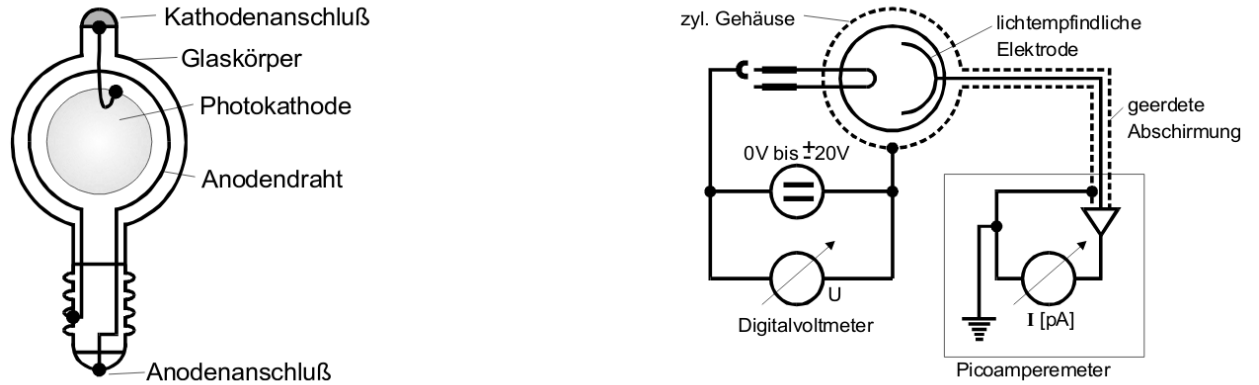 Kathodenanschluß
Glaskörper
Photokathode
Anodendraht
Anodenanschluß
zyl. Gehäuse
lichtempfindliche
Elektrode
geerdete
Abschirmung
0V bis ±20V
U
Digitalvoltmeter
I [pA]
Picoamperemeter